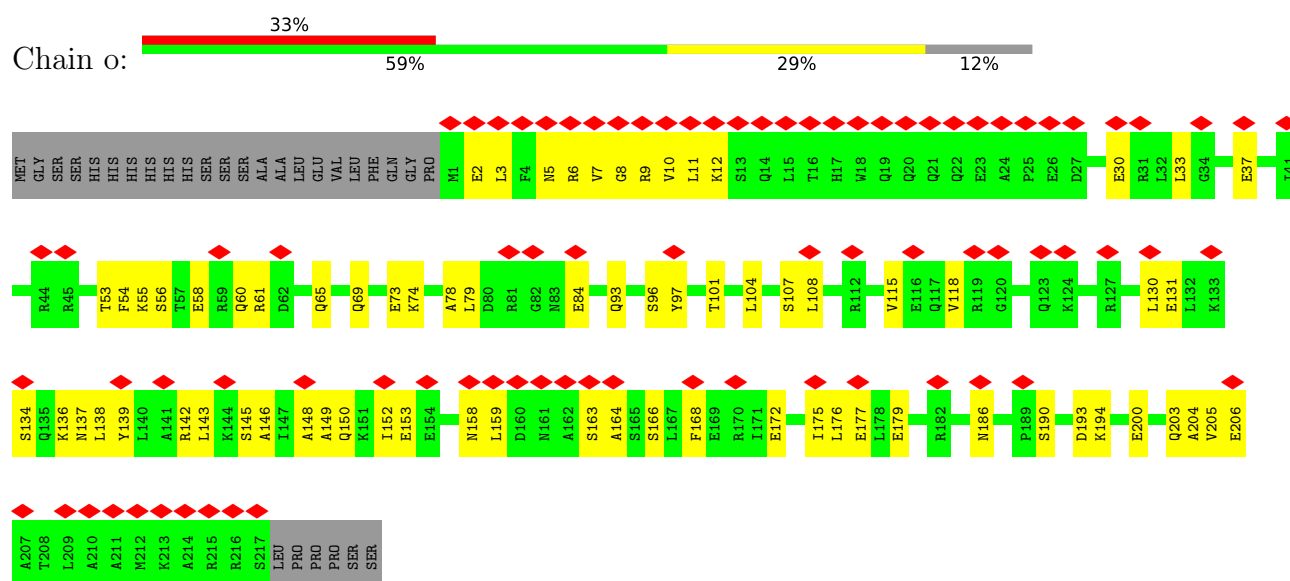 33%
Chain o:
59% 29% 12%
MET GLY SER SER HIS HIS HIS HIS HIS HIS SER SER SER ALA ALA LEU GLU VAL LEU PHE GLN GLY PRO M1 E2 L3 F4 N5 R6 V7 G8 R9 V10 L11 K12 S13 Q14 L15 T16 H17 W18 Q19 Q20 Q21 Q22 E23 A24 P25 E26 D27 E30 R31 L32 L33 G34 E37 I41
R44 R45 T53 F54 K55 S56 T57 E58 R59 Q60 R61 D62 Q65 Q69 E73 K74 A78 L79 D80 R81 G82 N83 E84 Q93 S96 Y97 T101 L104 S107 L108 R112 V115 E116 Q117 V118 R119 G120 Q123 K124 R127 L130 E131 L132 K133
S134 Q135 K136 N137 L138 Y139 L140 A141 R142 L143 K144 S145 A146 I147 A148 A149 Q150 K151 I152 E153 E154 N158 L159 D160 N161 A162 S163 A164 S165 S166 L167 F168 E169 R170 I171 E172 I175 L176 E177 L178 E179 R182 N186 P189 S190 D193 K194 E200 Q203 A204 V205 E206
A207 T208 L209 A210 A211 M212 K213 A214 R215 R216 S217 LEU PRO PRO PRO SER SER